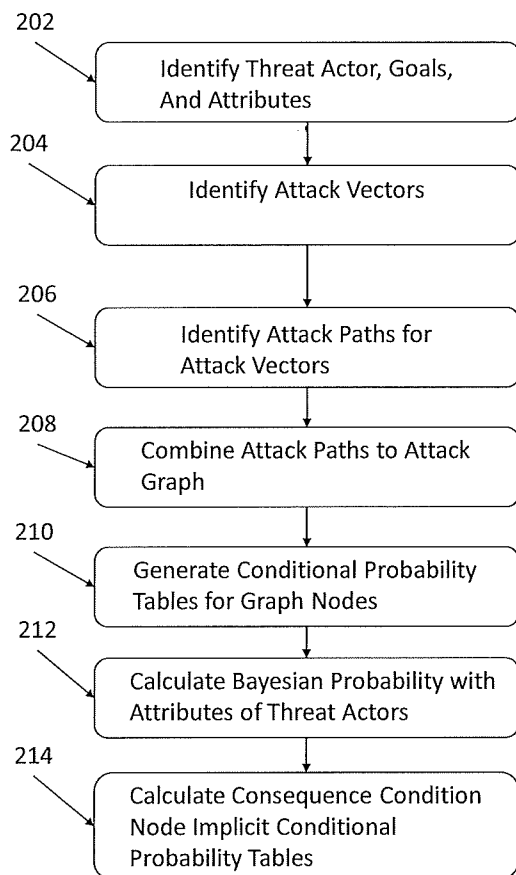 202
Identify Threat Actor, Goals,
And Attributes
204
Identify Attack Vectors
206
Identify Attack Paths for
Attack Vectors
208
Combine Attack Paths to Attack
Graph
210
Generate Conditional Probability
Tables for Graph Nodes
212
Calculate Bayesian Probability with
Attributes of Threat Actors
214
Calculate Consequence Condition
Node Implicit Conditional
Probability Tables